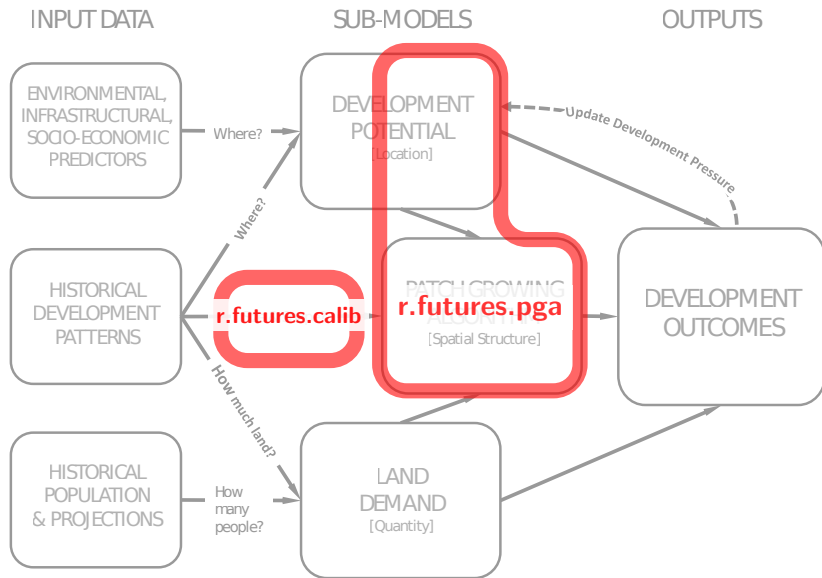 INPUT DATA
SUB-MODELS
OUTPUTS
ENVIRONMENTAL,
INFRASTRUCTURAL,
SOCIO-ECONOMIC
PREDICTORS
Where?
DEVELOPMENT
POTENTIAL
[Location]
Update Development Pressure
Where?
HISTORICAL
DEVELOPMENT
PATTERNS
r.futures.calib
PATCH GROWING
r.futures.pga
[Spatial Structure]
DEVELOPMENT
OUTCOMES
How much land?
HISTORICAL
POPULATION
& PROJECTIONS
How
many
people?
LAND
DEMAND
[Quantity]